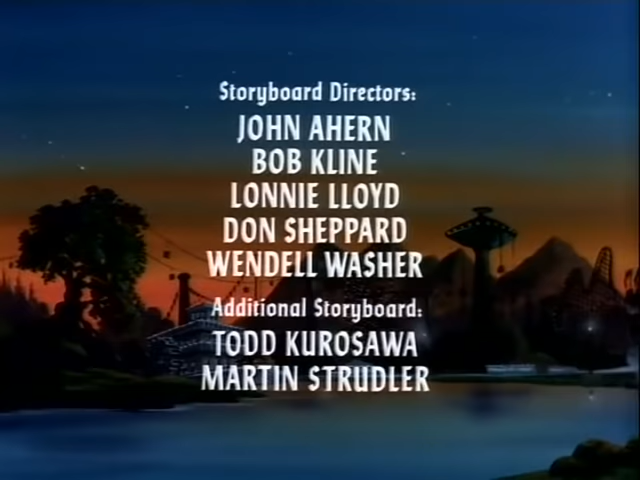 Storyboard Directors:
JOHN AHERN
BOB KLINE
LONNIE LLOYD
DON SHEPPARD
WENDELL WASHER
Additional Storyboard:
TODD KUROSAWA
MARTIN STRUDLER